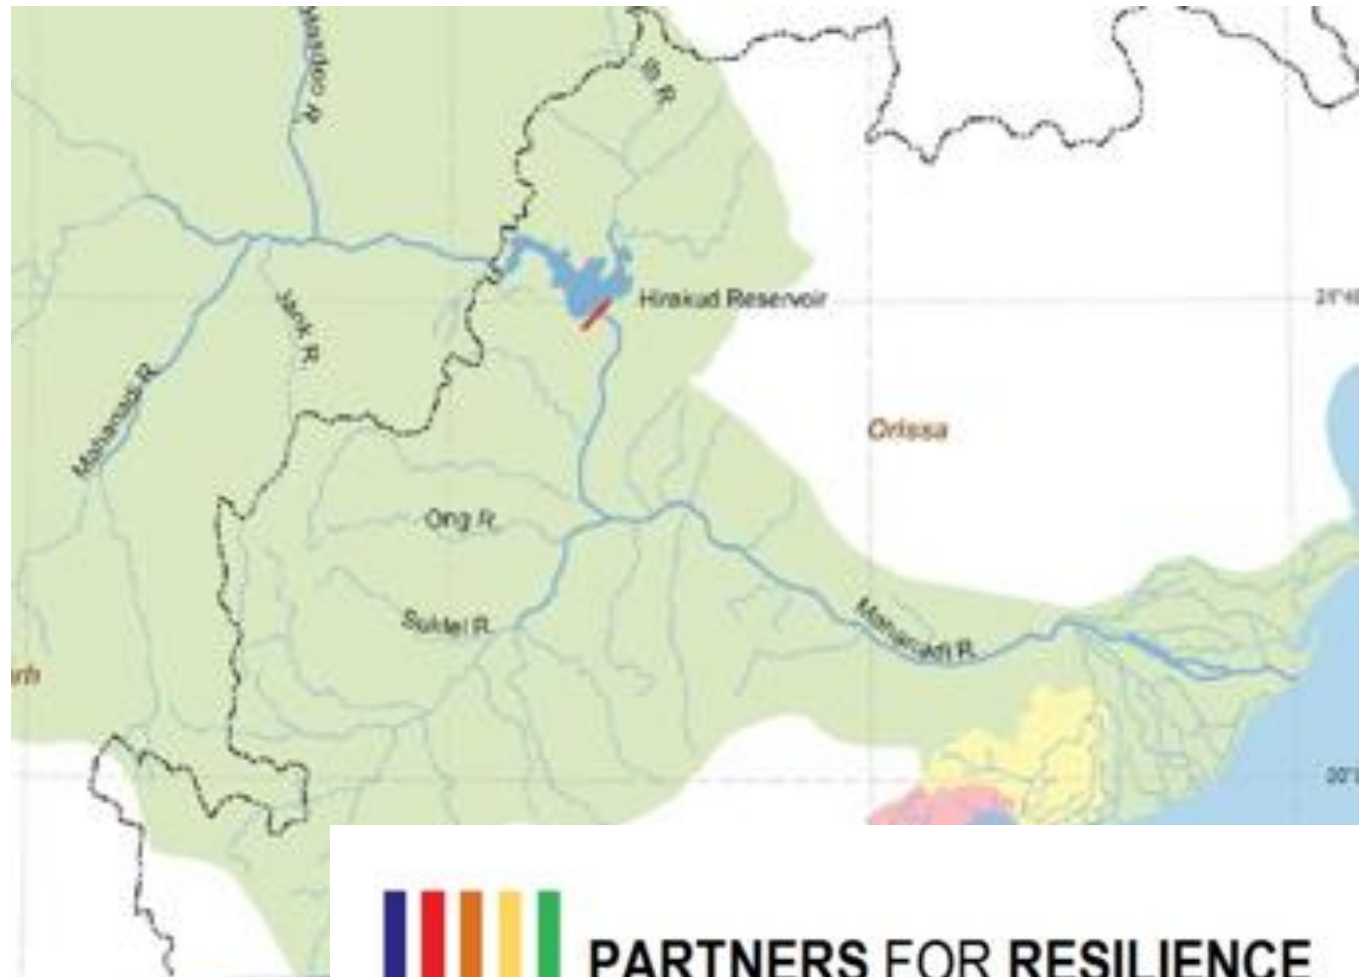 Ib R.
Hirakud Reservoir
Jonk R.
Mahanadi R.
Orissa
Ong R.
Suktel R.
Mahanadi R.
PARTNERS FOR RESILIENCE